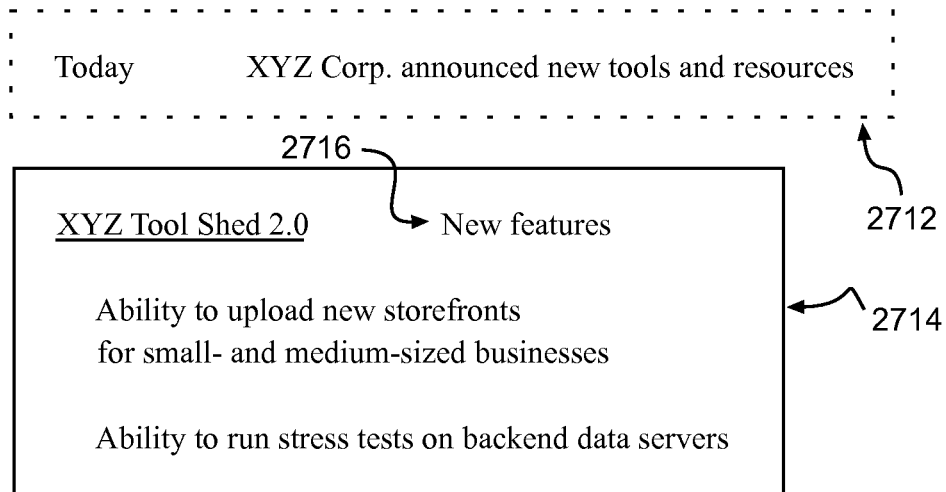 Today XYZ Corp. announced new tools and resources
2716
2712
XYZ Tool Shed 2.0 New features
2714
Ability to upload new storefronts
for small- and medium-sized businesses
Ability to run stress tests on backend data servers